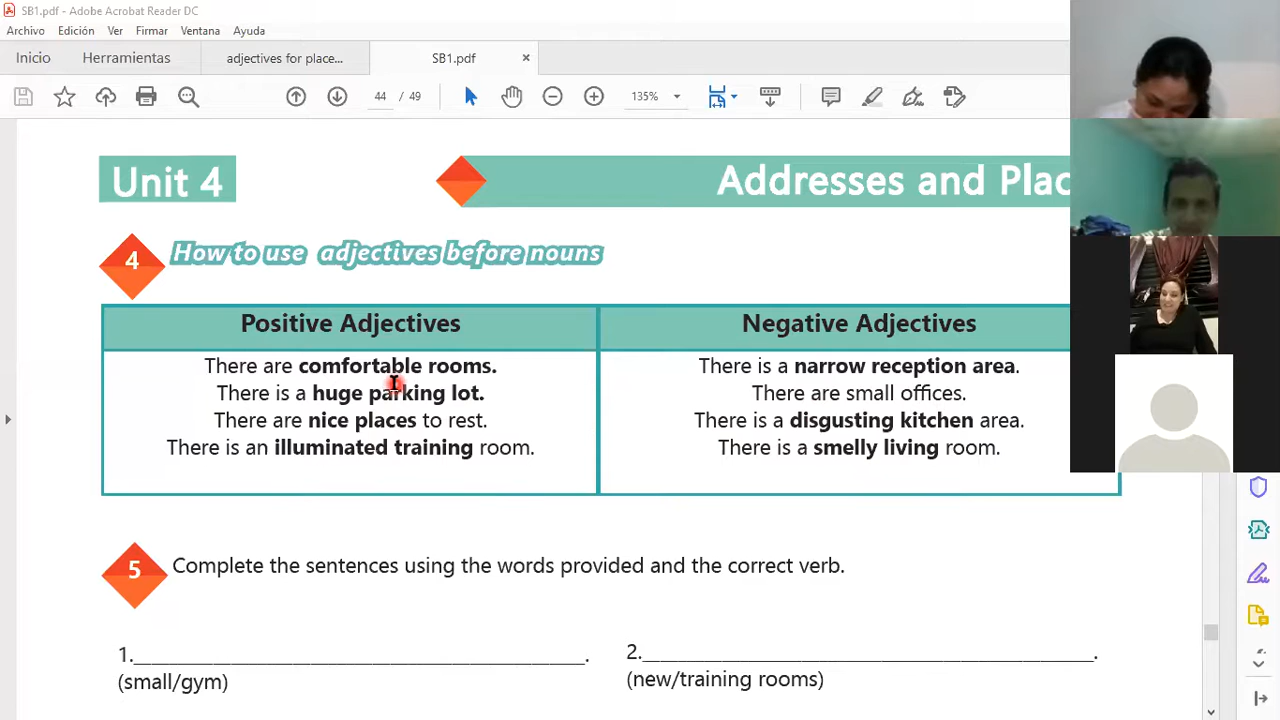 SB1.pdf - Adobe Acrobat Reader DC
Archivo Edición Ver Firmar Ventana Ayuda
Inicio Herramientas adjectives for place... SB1.pdf ×
44 / 49 135%
Unit 4 Addresses and Plac
4 How to use adjectives before nouns
Positive Adjectives Negative Adjectives
There are comfortable rooms. There is a narrow reception area.
There is a huge parking lot. There are small offices.
There are nice places to rest. There is a disgusting kitchen area.
There is an illuminated training room. There is a smelly living room.
5 Complete the sentences using the words provided and the correct verb.
1.______________________________________. 2.______________________________________.
(small/gym) (new/training rooms)